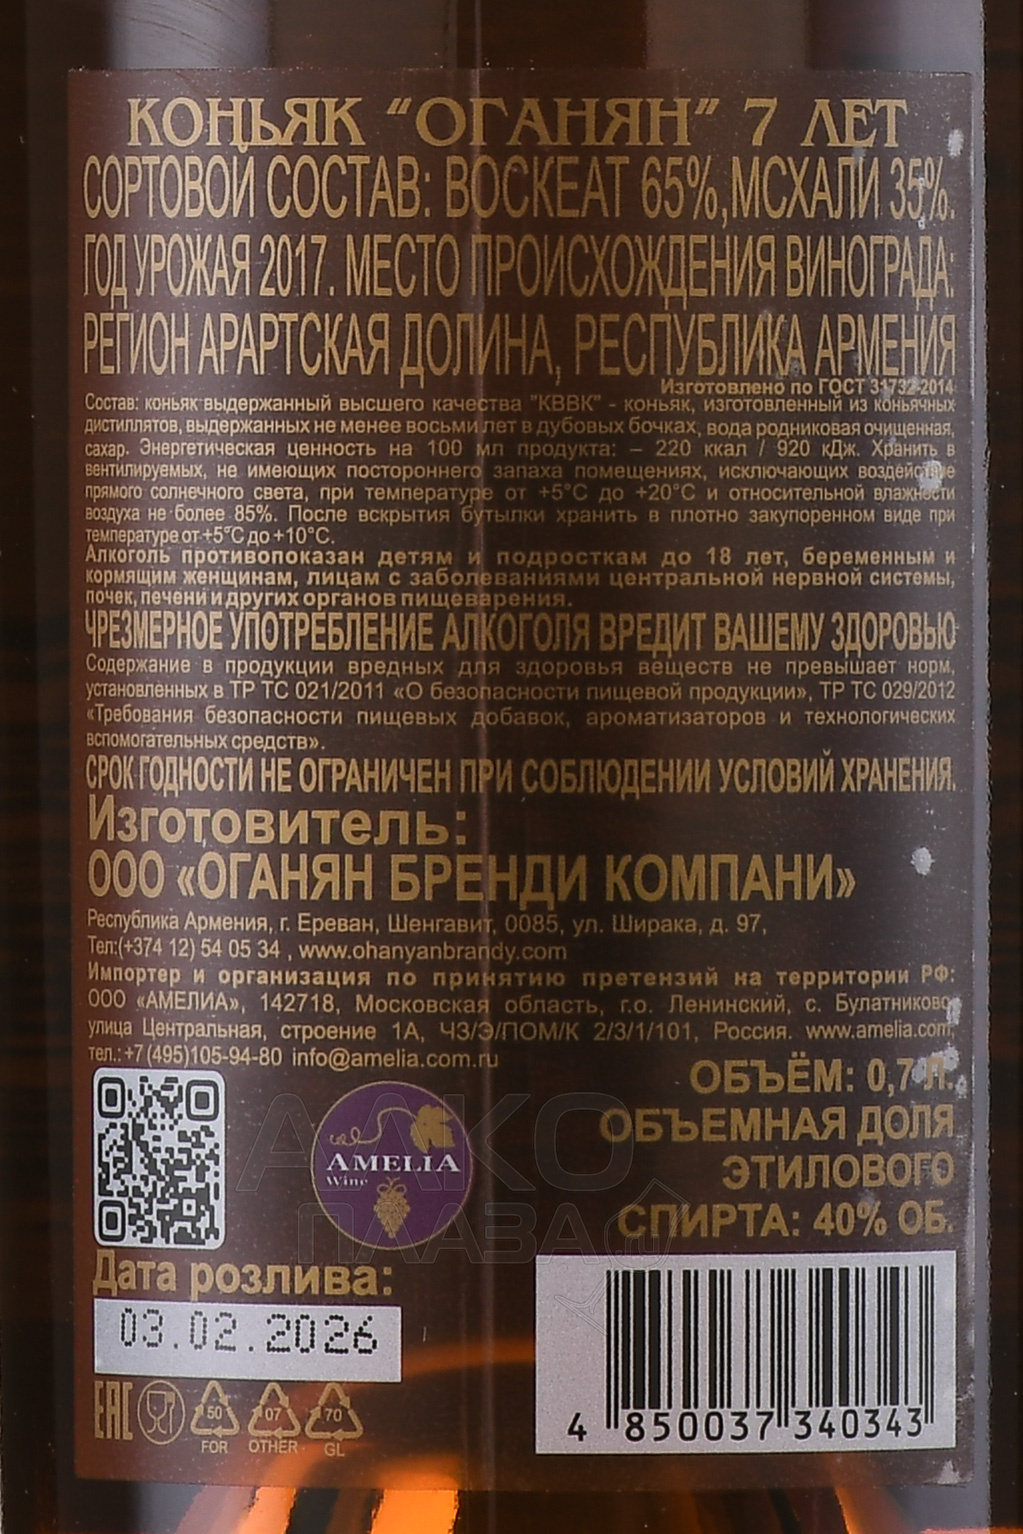 КОНЬЯК “ОГАНЯН” 7 ЛЕТ
СОРТОВОЙ СОСТАВ: ВОСКЕАТ 65%,МСХАЛИ 35%.
ГОД УРОЖАЯ 2017. МЕСТО ПРОИСХОЖДЕНИЯ ВИНОГРАДА:
РЕГИОН АРАРТСКАЯ ДОЛИНА, РЕСПУБЛИКА АРМЕНИЯ
Изготовлено по ГОСТ 31732-2014
Состав: коньяк выдержанный высшего качества "КВВК" - коньяк, изготовленный из коньячных
дистиллятов, выдержанных не менее восьми лет в дубовых бочках, вода родниковая очищенная,
сахар. Энергетическая ценность на 100 мл продукта: – 220 ккал / 920 кДж. Хранить в
вентилируемых, не имеющих постороннего запаха помещениях, исключающих воздействие
прямого солнечного света, при температуре от +5°C до +20°C и относительной влажности
воздуха не более 85%. После вскрытия бутылки хранить в плотно закупоренном виде при
температуре от +5°C до +10°C.
Алкоголь противопоказан детям и подросткам до 18 лет, беременным и
кормящим женщинам, лицам с заболеваниями центральной нервной системы,
почек, печени и других органов пищеварения.
ЧРЕЗМЕРНОЕ УПОТРЕБЛЕНИЕ АЛКОГОЛЯ ВРЕДИТ ВАШЕМУ ЗДОРОВЬЮ
Содержание в продукции вредных для здоровья веществ не превышает норм,
установленных в ТР ТС 021/2011 «О безопасности пищевой продукции», ТР ТС 029/2012
«Требования безопасности пищевых добавок, ароматизаторов и технологических
вспомогательных средств».
СРОК ГОДНОСТИ НЕ ОГРАНИЧЕН ПРИ СОБЛЮДЕНИИ УСЛОВИЙ ХРАНЕНИЯ.
Изготовитель:
ООО «ОГАНЯН БРЕНДИ КОМПАНИ»
Республика Армения, г. Ереван, Шенгавит, 0085, ул. Ширака, д. 97,
Тел:(+374 12) 54 05 34 , www.ohanyanbrandy.com
Импортер и организация по принятию претензий на территории РФ:
ООО «АМЕЛИА», 142718, Московская область, г.о. Ленинский, с. Булатниково,
улица Центральная, строение 1А, ЧЗ/Э/ПОМ/К 2/3/1/101, Россия. www.amelia.com,
тел.: +7 (495)105-94-80 info@amelia.com.ru
ОБЪЁМ: 0,7 Л.
ОБЪЕМНАЯ ДОЛЯ
ЭТИЛОВОГО
СПИРТА: 40% ОБ.
AMELIA
Wine
АЛКО
ПЛАЗА.ru
Дата розлива:
03.02.2026
EAC
50
FOR
07
OTHER
70
GL
4 850037 340343